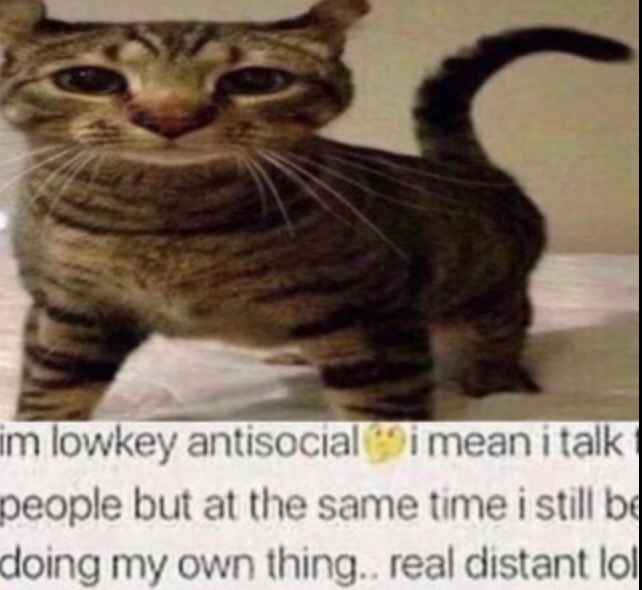 im lowkey antisocial🤔i mean i talk
people but at the same time i still be
doing my own thing.. real distant lol